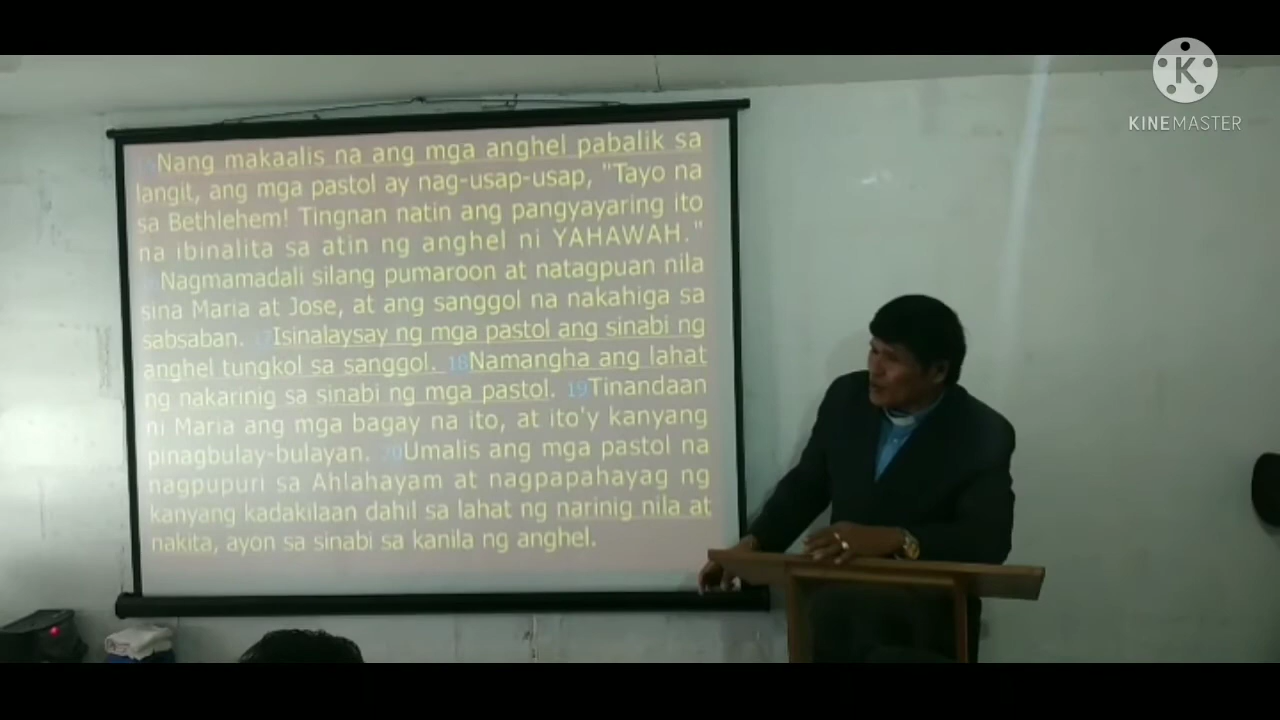 Nang makaalis na ang mga anghel pabalik sa
langit, ang mga pastol ay nag-usap-usap, "Tayo na
sa Bethlehem! Tingnan natin ang pangyayaring ito
na ibinalita sa atin ng anghel ni YAHAWAH."
Nagmamadali silang pumaroon at natagpuan nila
sina Maria at Jose, at ang sanggol na nakahiga sa
sabsaban. 17Isinalaysay ng mga pastol ang sinabi ng
anghel tungkol sa sanggol. 18Namangha ang lahat
ng nakarinig sa sinabi ng mga pastol. 19Tinandaan
ni Maria ang mga bagay na ito, at ito'y kanyang
pinagbulay-bulayan. 20Umalis ang mga pastol na
nagpupuri sa Ahlahayam at nagpapahayag ng
kanyang kadakilaan dahil sa lahat ng narinig nila at
nakita, ayon sa sinabi sa kanila ng anghel.
K
KINEMASTER